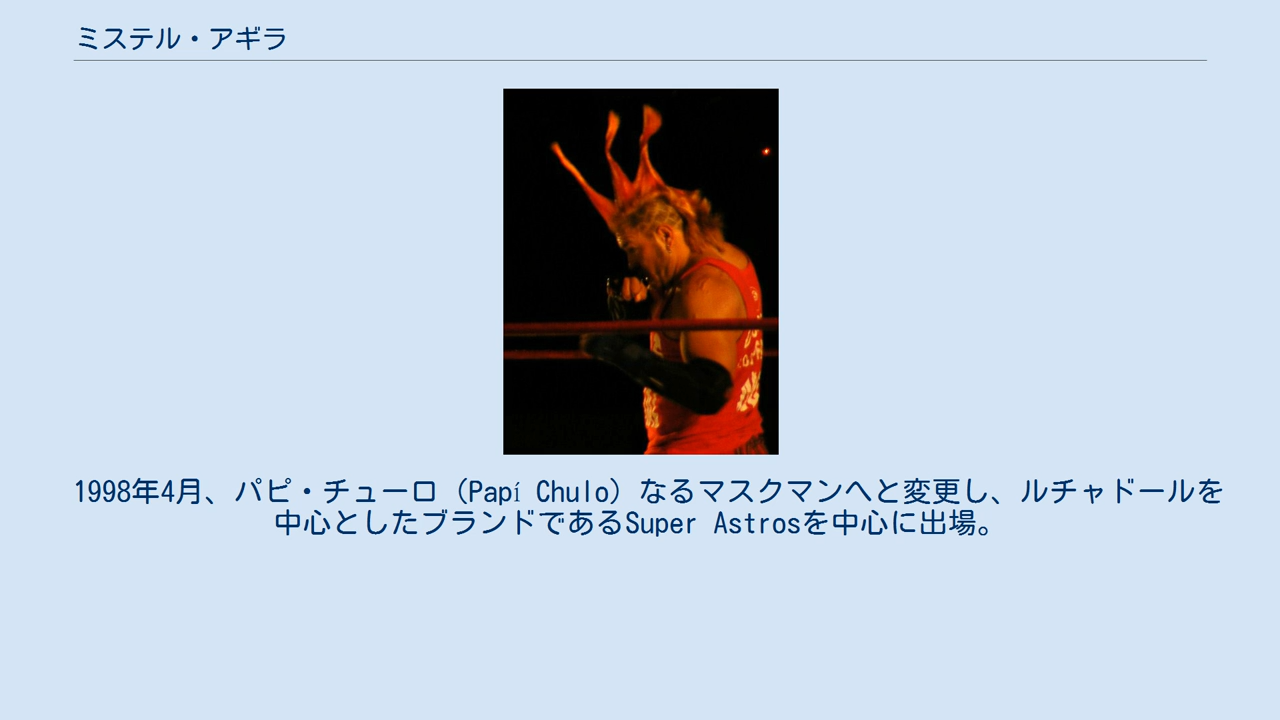 ミステル・アギラ
1998年4月、パピ・チューロ（Papí Chulo）なるマスクマンへと変更し、ルチャドールを
中心としたブランドであるSuper Astrosを中心に出場。